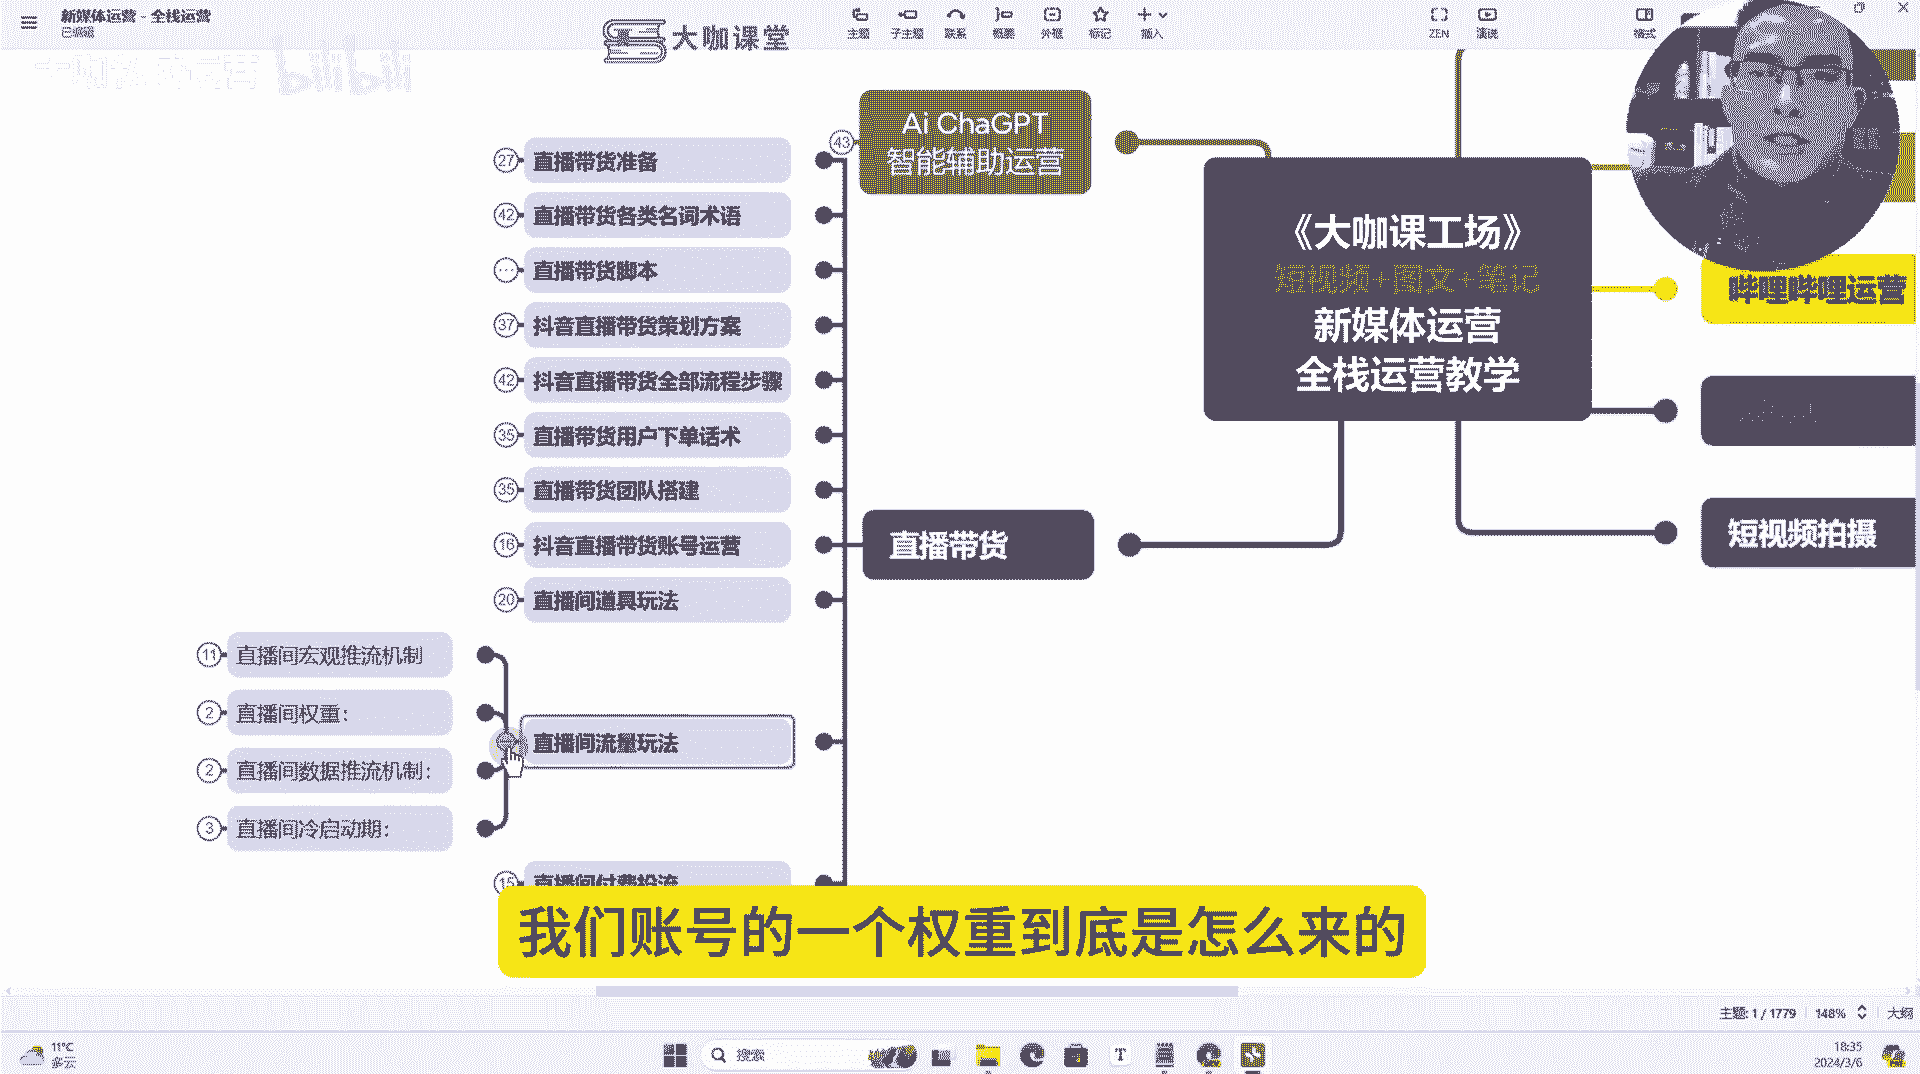 新媒体运营 - 全栈运营
已编辑
大咖课堂
主题
子主题
联系
概要
外框
标记
插入
ZEN
演说
格式
bilibili
43
Ai ChaGPT
智能辅助运营
27
直播带货准备
42
直播带货各类名词术语
直播带货脚本
37
抖音直播带货策划方案
42
抖音直播带货全部流程步骤
35
直播带货用户下单话术
35
直播带货团队搭建
16
抖音直播带货账号运营
20
直播间道具玩法
直播带货
《大咖课工场》
短视频+图文+笔记
新媒体运营
全栈运营教学
哔哩哔哩运营
短视频拍摄
11
直播间宏观推流机制
2
直播间权重：
直播间流量玩法
2
直播间数据推流机制：
3
直播间冷启动期：
15
直播间付费投流
我们账号的一个权重到底是怎么来的
主题: 1 / 1779
148%
大纲
11°C
多云
搜索
18:35
2024/3/6